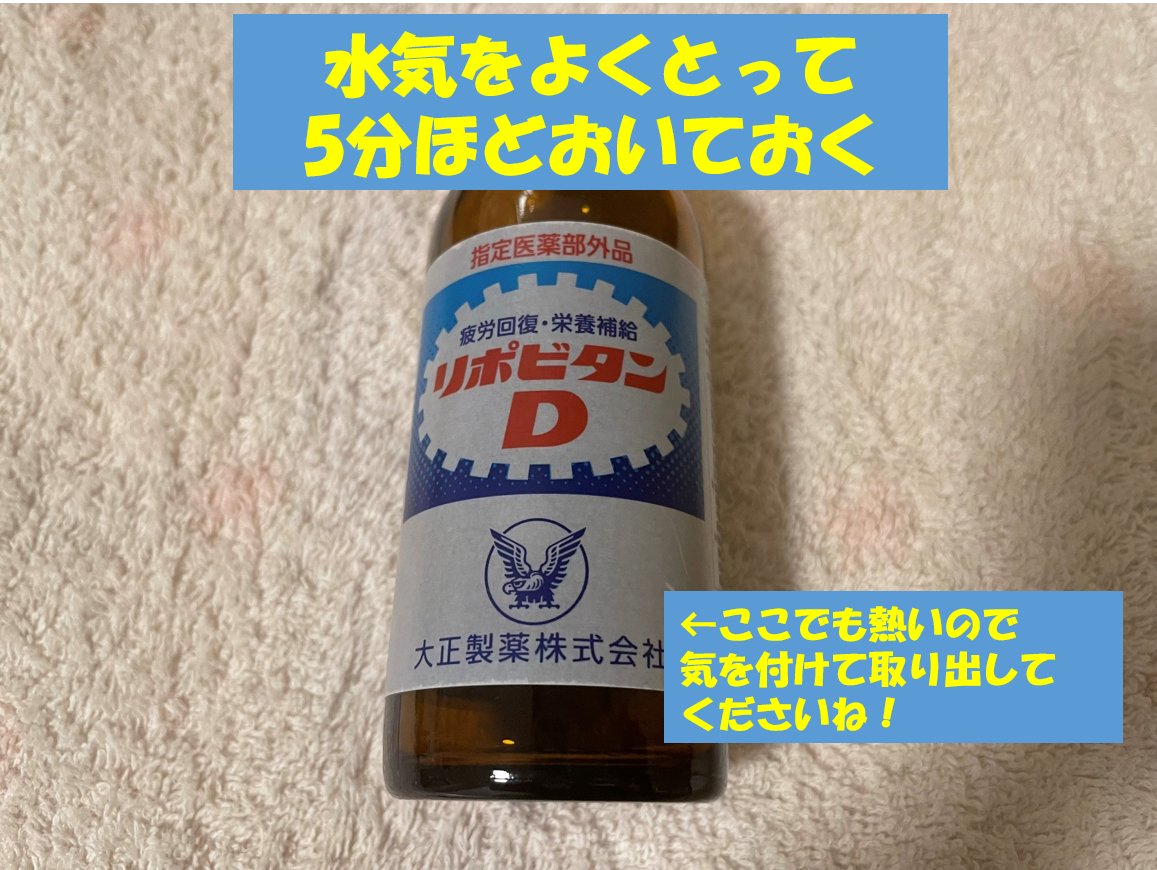 水気をよくとって
5分ほどおいておく
指定医薬部外品
疲労回復・栄養補給
リポビタン
D
大正製薬株式会社
←ここでも熱いので
気を付けて取り出して
くださいね！